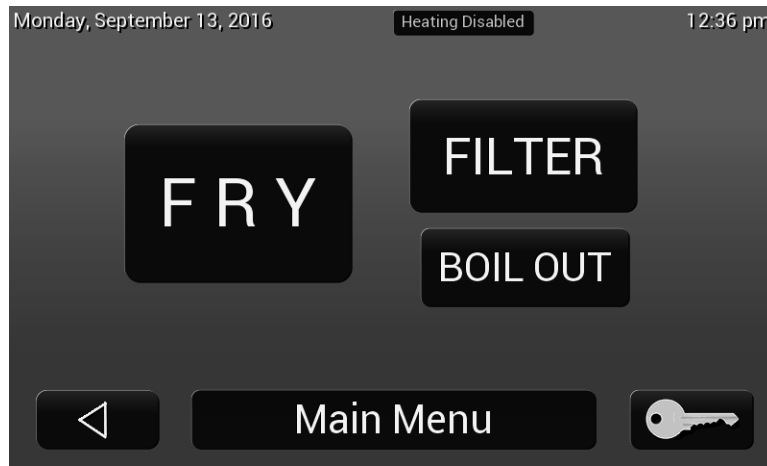 Monday, September 13, 2016 Heating Disabled 12:36 pm
F R Y
FILTER
BOIL OUT
Main Menu